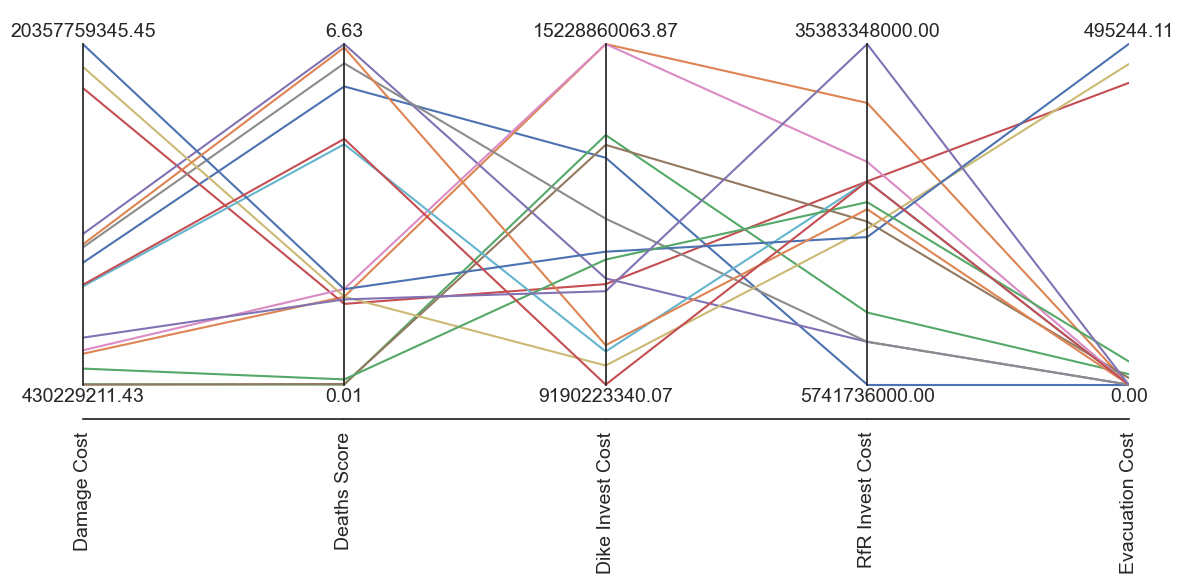 20357759345.45 6.63 15228860063.87 35383348000.00 495244.11
430229211.43 0.01 9190223340.07 5741736000.00 0.00
Damage Cost
Deaths Score
Dike Invest Cost
RfR Invest Cost
Evacuation Cost